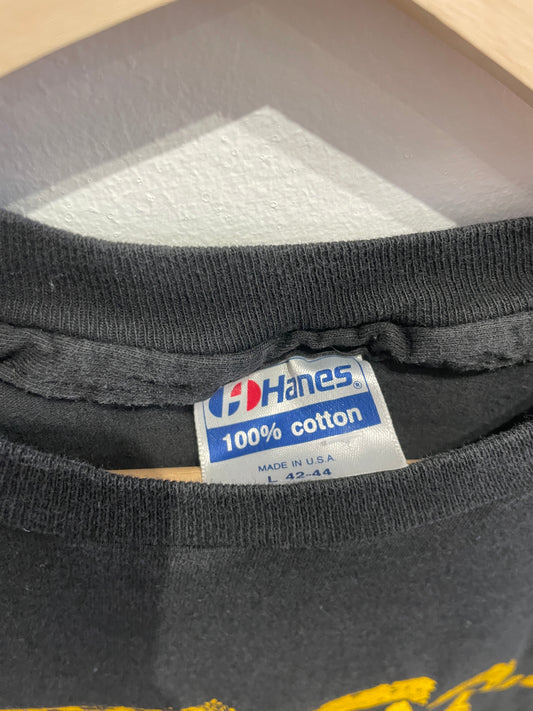 Hanes®
100% cotton
MADE IN U.S.A
L 42-44